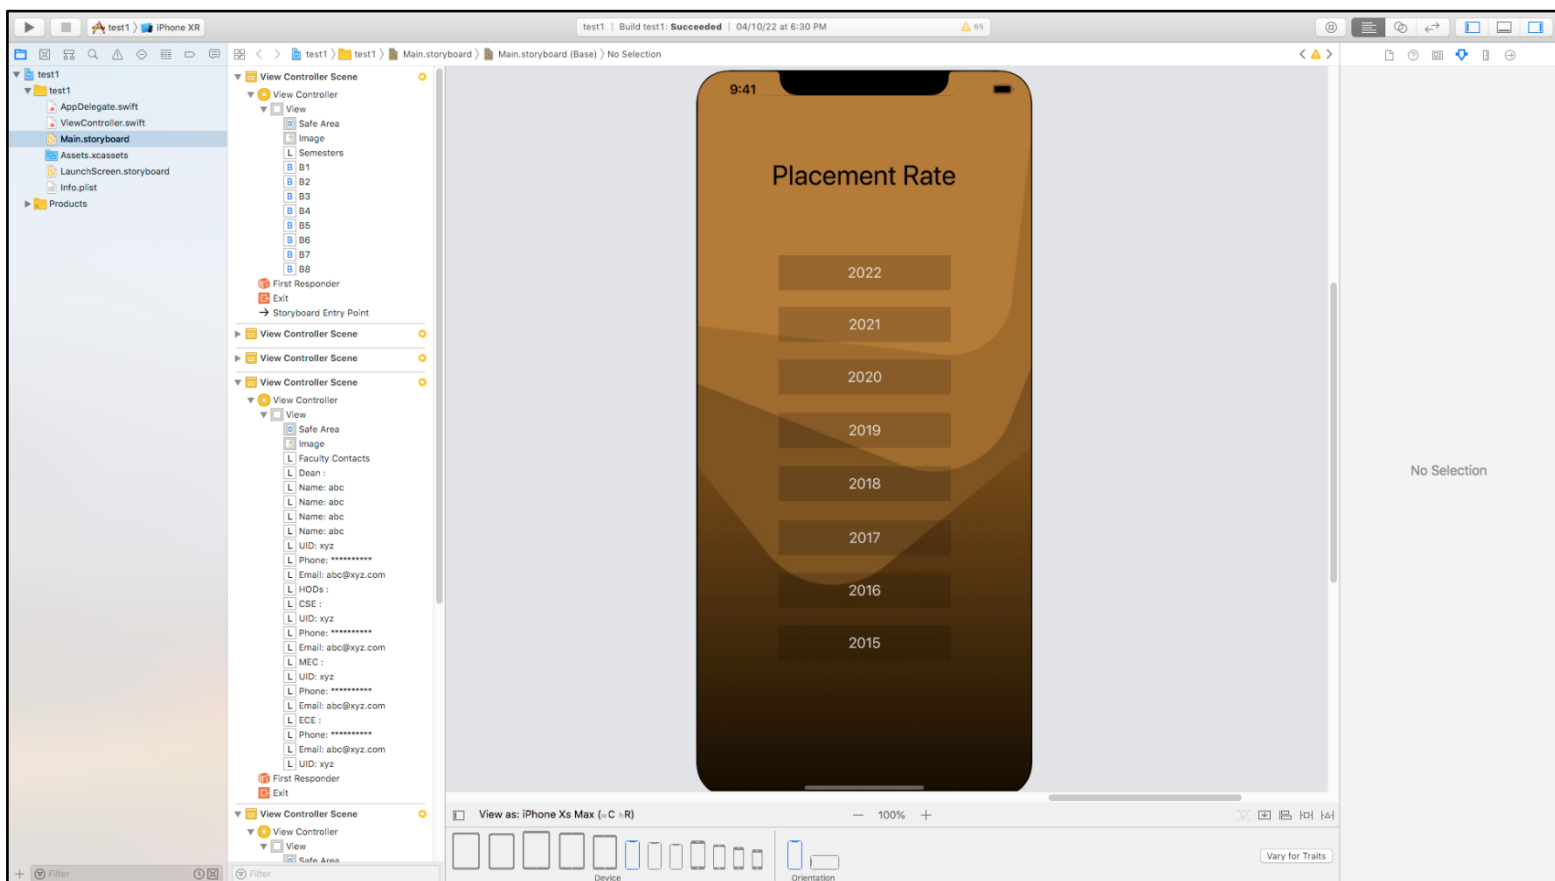 test1 〉 iPhone XR
test1 | Build test1: Succeeded | 04/10/22 at 6:30 PM
65
test1 〉 test1 〉 Main.storyboard 〉 Main.storyboard (Base) 〉 No Selection
test1
test1
AppDelegate.swift
ViewController.swift
Main.storyboard
Assets.xcassets
LaunchScreen.storyboard
Info.plist
Products
Filter
View Controller Scene
View Controller
View
Safe Area
Image
L Semesters
B B1
B B2
B B3
B B4
B B5
B B6
B B7
B B8
First Responder
Exit
Storyboard Entry Point
View Controller Scene
View Controller Scene
View Controller Scene
View Controller
View
Safe Area
Image
L Faculty Contacts
L Dean :
L Name: abc
L Name: abc
L Name: abc
L Name: abc
L UID: xyz
L Phone: **********
L Email: abc@xyz.com
L HODs :
L CSE :
L UID: xyz
L Phone: **********
L Email: abc@xyz.com
L MEC :
L UID: xyz
L Phone: **********
L Email: abc@xyz.com
L ECE :
L Phone: **********
L Email: abc@xyz.com
L UID: xyz
First Responder
Exit
View Controller Scene
View Controller
View
Safe Area
Filter
9:41
Placement Rate
2022
2021
2020
2019
2018
2017
2016
2015
View as: iPhone Xs Max (wC hR)
— 100% +
Device
Orientation
Vary for Traits
No Selection